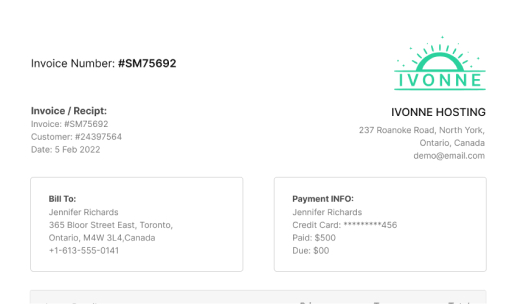 Invoice Number: #SM75692
IVONNE
Invoice / Recipt:
Invoice: #SM75692
Customer: #24397564
Date: 5 Feb 2022
IVONNE HOSTING
237 Roanoke Road, North York,
Ontario, Canada
demo@email.com
Bill To:
Jennifer Richards
365 Bloor Street East, Toronto,
Ontario, M4W 3L4,Canada
+1-613-555-0141
Payment INFO:
Jennifer Richards
Credit Card: *********456
Paid: $500
Due: $00